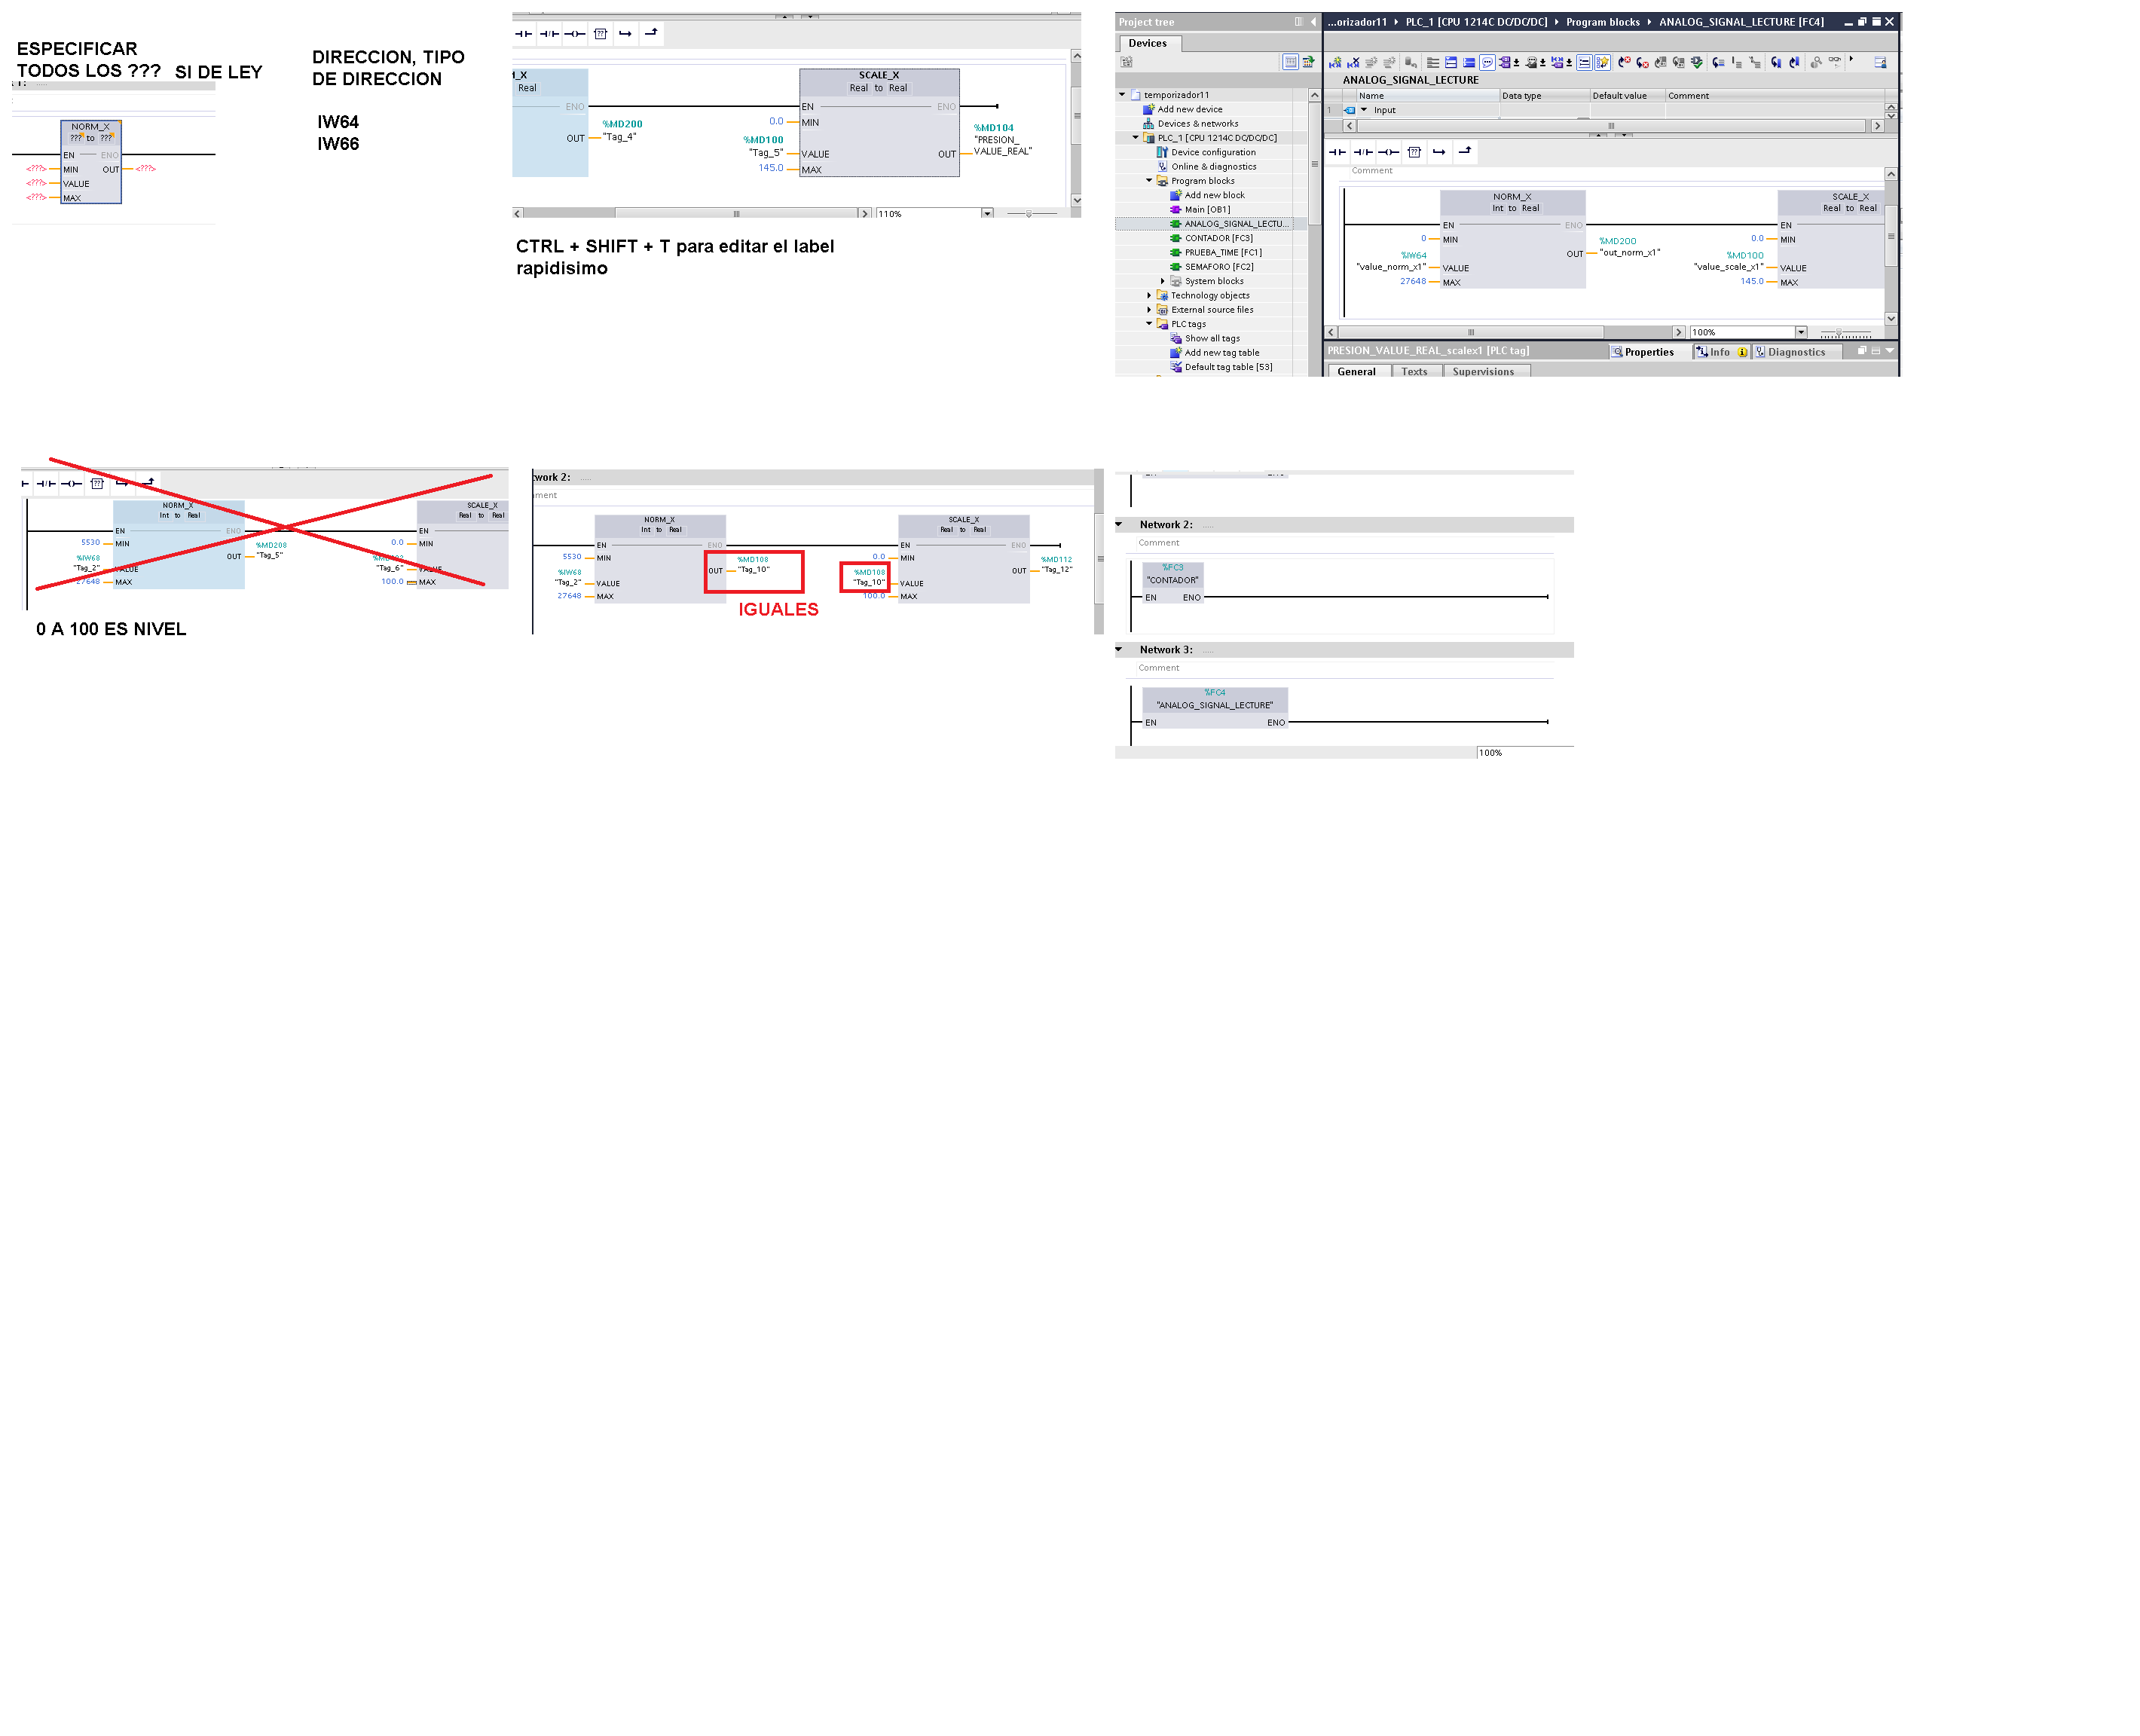 ESPECIFICAR
TODOS LOS ??? SI DE LEY
NORM_X
??? to ???
EN ENO
<???> MIN OUT <???>
<???> VALUE
<???> MAX
DIRECCION, TIPO
DE DIRECCION
IW64
IW66
_X
SCALE_X
Real
Real to Real
ENO
EN ENO
%MD200
OUT "Tag_4"
0.0 MIN
%MD100
"Tag_5" VALUE
145.0 MAX
%MD104
"PRESION_
OUT VALUE_REAL"
110%
CTRL + SHIFT + T para editar el label
rapidisimo
Project tree
Devices
temporizador11
Add new device
Devices & networks
PLC_1 [CPU 1214C DC/DC/DC]
Device configuration
Online & diagnostics
Program blocks
Add new block
Main [OB1]
ANALOG_SIGNAL_LECTU...
CONTADOR [FC3]
PRUEBA_TIME [FC1]
SEMAFORO [FC2]
System blocks
Technology objects
External source files
PLC tags
Show all tags
Add new tag table
Default tag table [53]
...orizador11 PLC_1 [CPU 1214C DC/DC/DC] Program blocks ANALOG_SIGNAL_LECTURE [FC4]
ANALOG_SIGNAL_LECTURE
Name Data type Default value Comment
1 Input
Comment
NORM_X
Int to Real
EN ENO
0 MIN
%IW64
"value_norm_x1" VALUE
27648 MAX
%MD200
OUT "out_norm_x1"
SCALE_X
Real to Real
EN
0.0 MIN
%MD100
"value_scale_x1" VALUE
145.0 MAX
100%
PRESION_VALUE_REAL_scalex1 [PLC tag] Properties Info Diagnostics
General Texts Supervisions
NORM_X
Int to Real
EN ENO
5530 MIN
%IW68
"Tag_2" VALUE
27648 MAX
%MD208
OUT "Tag_5"
SCALE_X
Real to Real
EN
0.0 MIN
"Tag_6"
100.0 MAX
0 A 100 ES NIVEL
twork 2: .....
mment
NORM_X
Int to Real
EN ENO
5530 MIN
%IW68
"Tag_2" VALUE
27648 MAX
%MD108
OUT "Tag_10"
SCALE_X
Real to Real
EN ENO
0.0 MIN
%MD108
"Tag_10" VALUE
100.0 MAX
%MD112
OUT "Tag_12"
IGUALES
Network 2: .....
Comment
%FC3
"CONTADOR"
EN ENO
Network 3: .....
Comment
%FC4
"ANALOG_SIGNAL_LECTURE"
EN ENO
100%